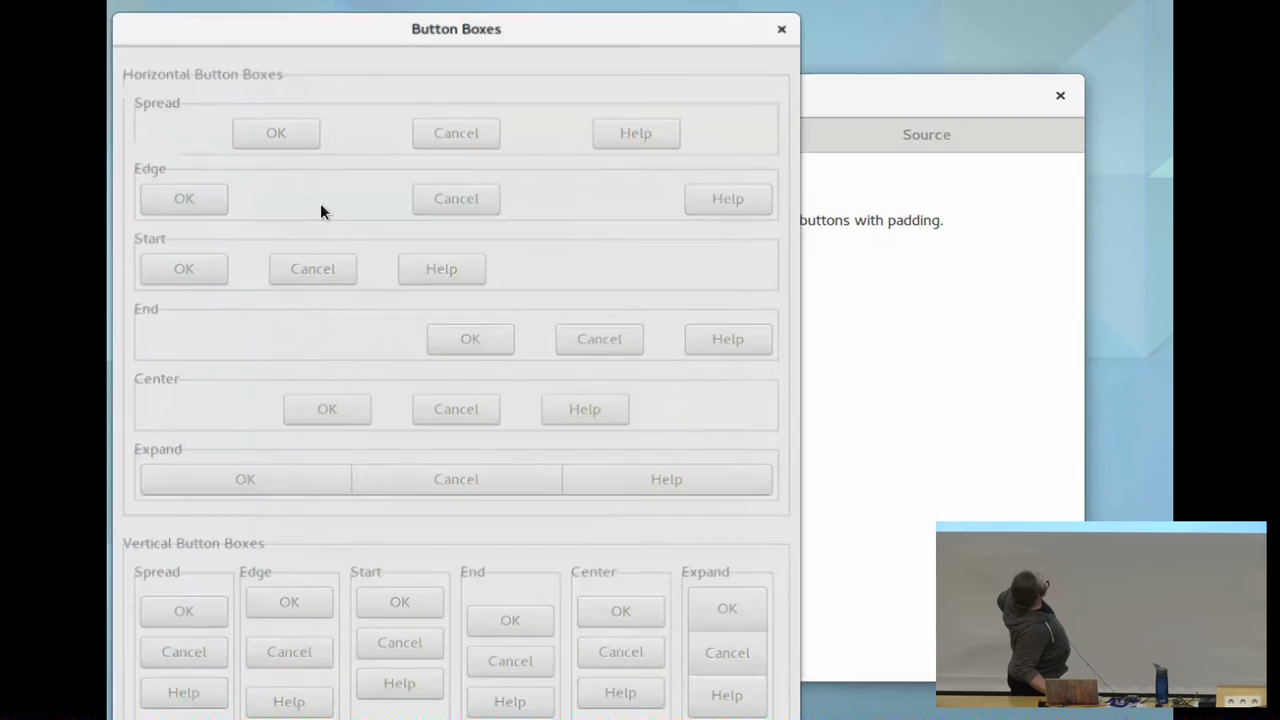 Button Boxes
×
×
Source
buttons with padding.
Horizontal Button Boxes
Spread
OK Cancel Help
Edge
OK Cancel Help
Start
OK Cancel Help
End
OK Cancel Help
Center
OK Cancel Help
Expand
OK Cancel Help
Vertical Button Boxes
Spread Edge Start End Center Expand
OK OK OK OK OK OK
Cancel Cancel Cancel Cancel Cancel Cancel
Help Help Help Help Help Help